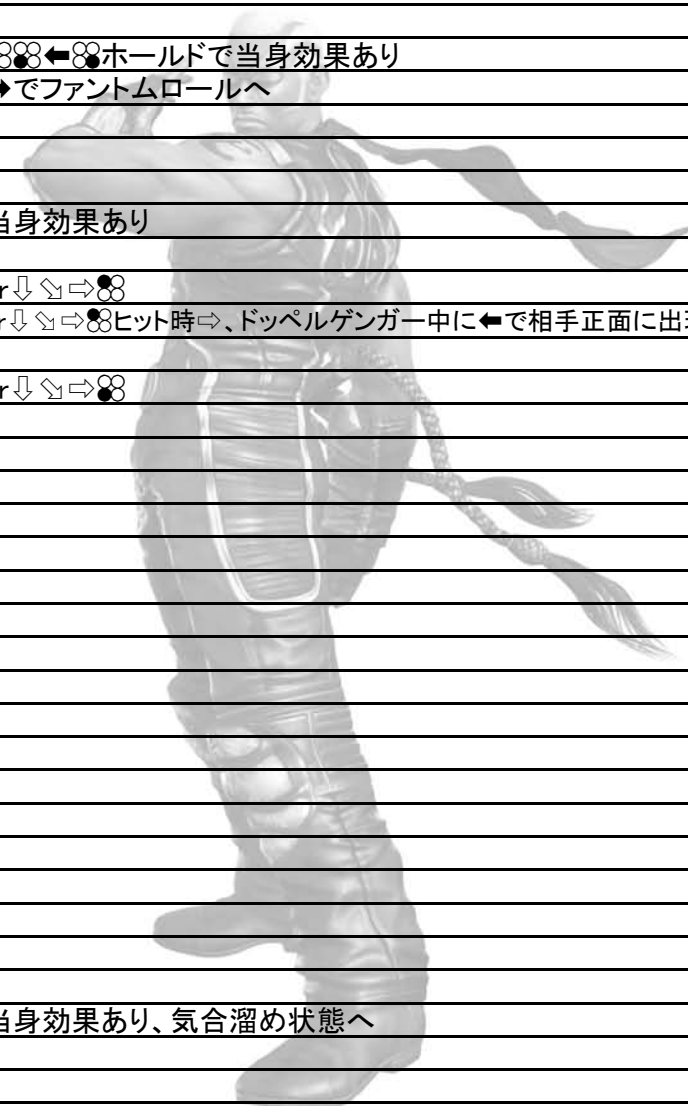 ⬅ホールドで当身効果あり
でファントムロールへ
当身効果あり
r⇩⬂⇨
r⇩⬂⇨ヒット時⇨、ドッペルゲンガー中に⬅で相手正面に出
r⇩⬂⇨
当身効果あり、気合溜め状態へ